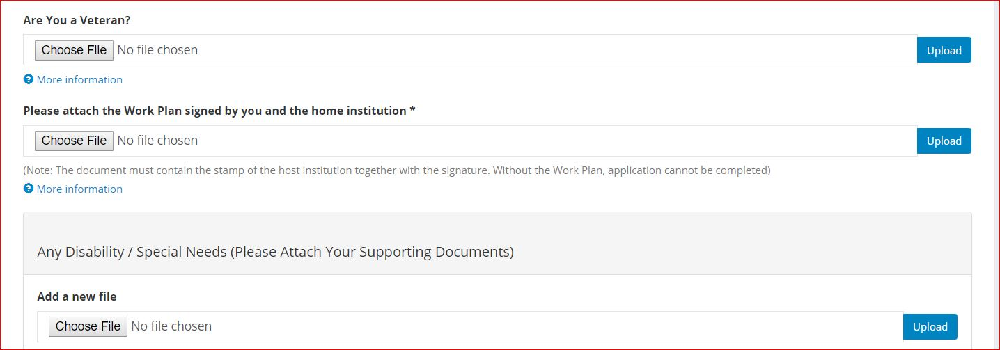 Are You a Veteran?
Choose File No file chosen Upload
More information
Please attach the Work Plan signed by you and the home institution *
Choose File No file chosen Upload
(Note: The document must contain the stamp of the host institution together with the signature. Without the Work Plan, application cannot be completed)
More information
Any Disability / Special Needs (Please Attach Your Supporting Documents)
Add a new file
Choose File No file chosen Upload